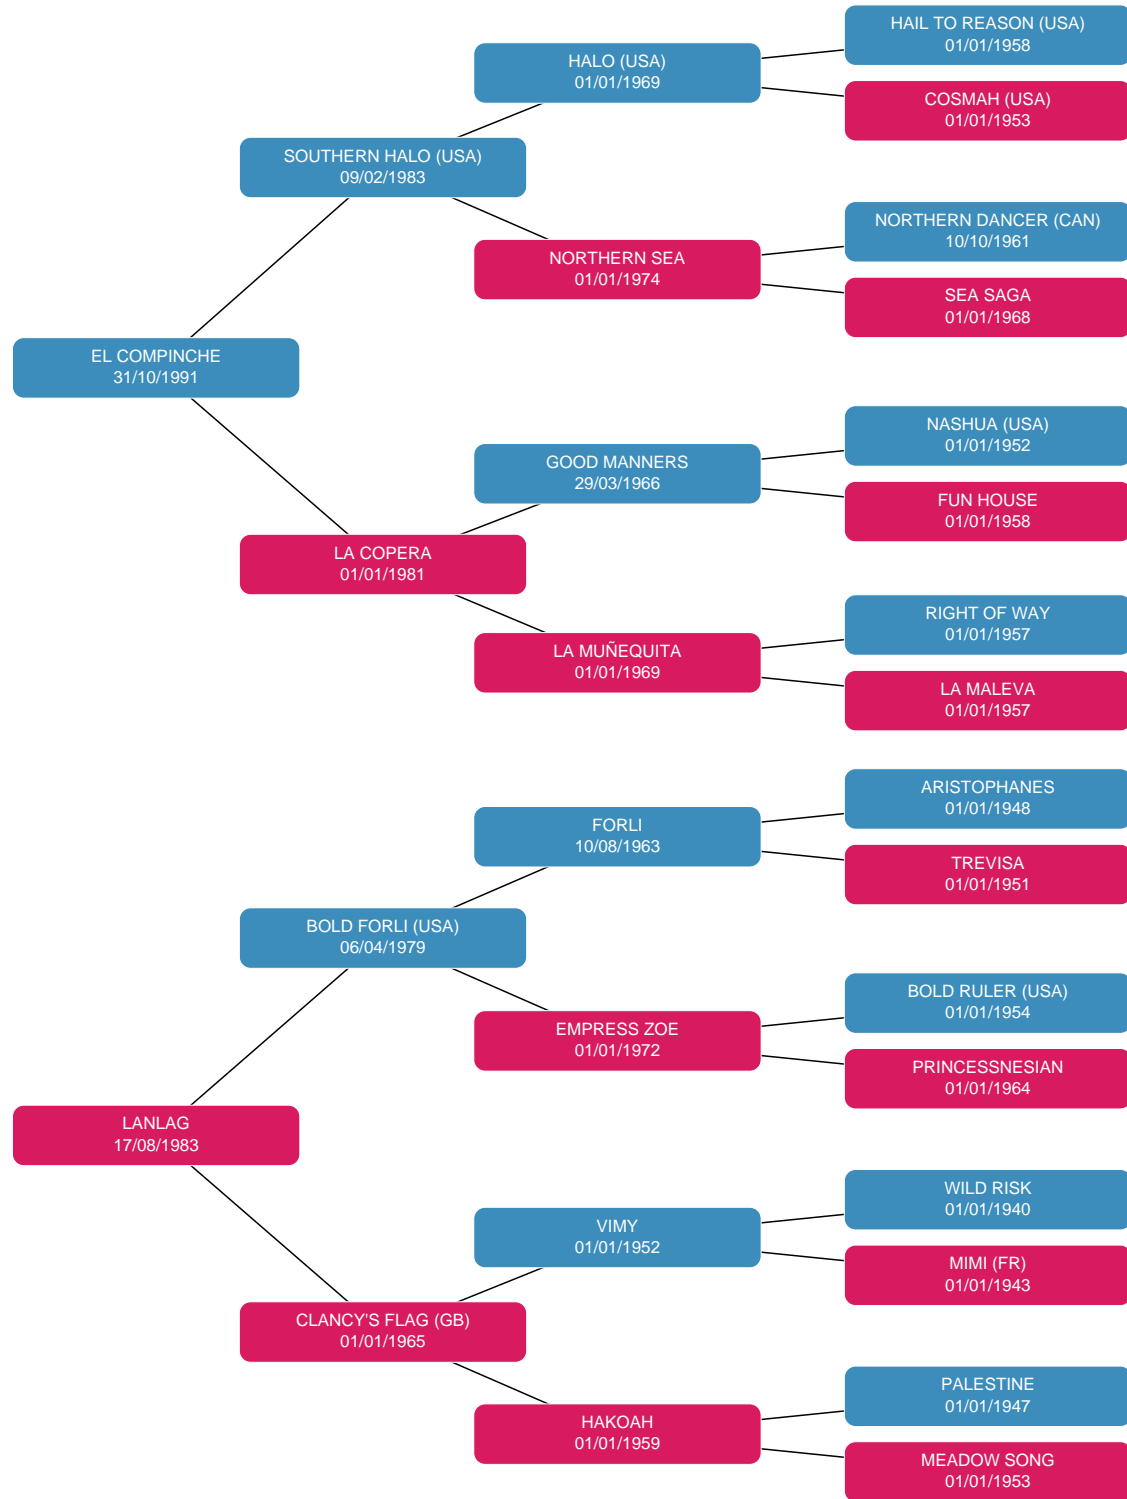 HAIL TO REASON (USA)
01/01/1958
HALO (USA)
01/01/1969
COSMAH (USA)
01/01/1953
SOUTHERN HALO (USA)
09/02/1983
NORTHERN DANCER (CAN)
10/10/1961
NORTHERN SEA
01/01/1974
SEA SAGA
01/01/1968
EL COMPINCHE
31/10/1991
NASHUA (USA)
01/01/1952
GOOD MANNERS
29/03/1966
FUN HOUSE
01/01/1958
LA COPERA
01/01/1981
RIGHT OF WAY
01/01/1957
LA MUÑEQUITA
01/01/1969
LA MALEVA
01/01/1957
ARISTOPHANES
01/01/1948
FORLI
10/08/1963
TREVISA
01/01/1951
BOLD FORLI (USA)
06/04/1979
BOLD RULER (USA)
01/01/1954
EMPRESS ZOE
01/01/1972
PRINCESSNESIAN
01/01/1964
LANLAG
17/08/1983
WILD RISK
01/01/1940
VIMY
01/01/1952
MIMI (FR)
01/01/1943
CLANCY'S FLAG (GB)
01/01/1965
PALESTINE
01/01/1947
HAKOAH
01/01/1959
MEADOW SONG
01/01/1953